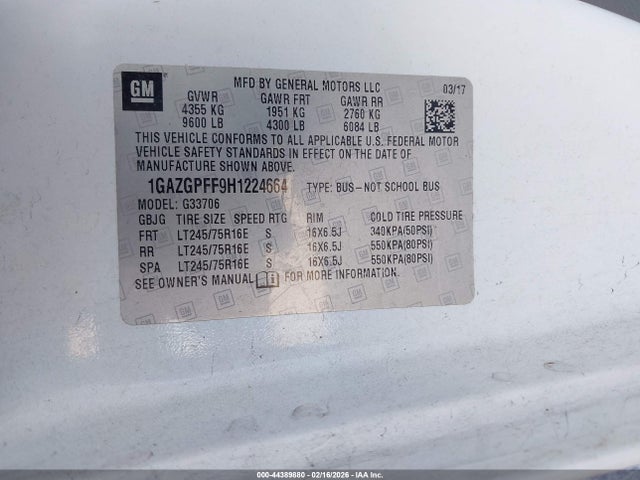 GM
MFD BY GENERAL MOTORS LLC 03/17
GVWR GAWR FRT GAWR RR
4355 KG 1951 KG 2760 KG
9600 LB 4300 LB 6084 LB
THIS VEHICLE CONFORMS TO ALL APPLICABLE U.S. FEDERAL MOTOR
VEHICLE SAFETY STANDARDS IN EFFECT ON THE DATE OF
MANUFACTURE SHOWN ABOVE.
1GAZGPFF9H1224664 TYPE: BUS-NOT SCHOOL BUS
MODEL: G33706
GBJG TIRE SIZE SPEED RTG RIM COLD TIRE PRESSURE
FRT LT245/75R16E S 16X6.5J 340KPA(50PSI)
RR LT245/75R16E S 16X6.5J 550KPA(80PSI)
SPA LT245/75R16E S 16X6.5J 550KPA(80PSI)
SEE OWNER'S MANUAL FOR MORE INFORMATION.
000-44389880 - 02/16/2026 - IAA Inc.